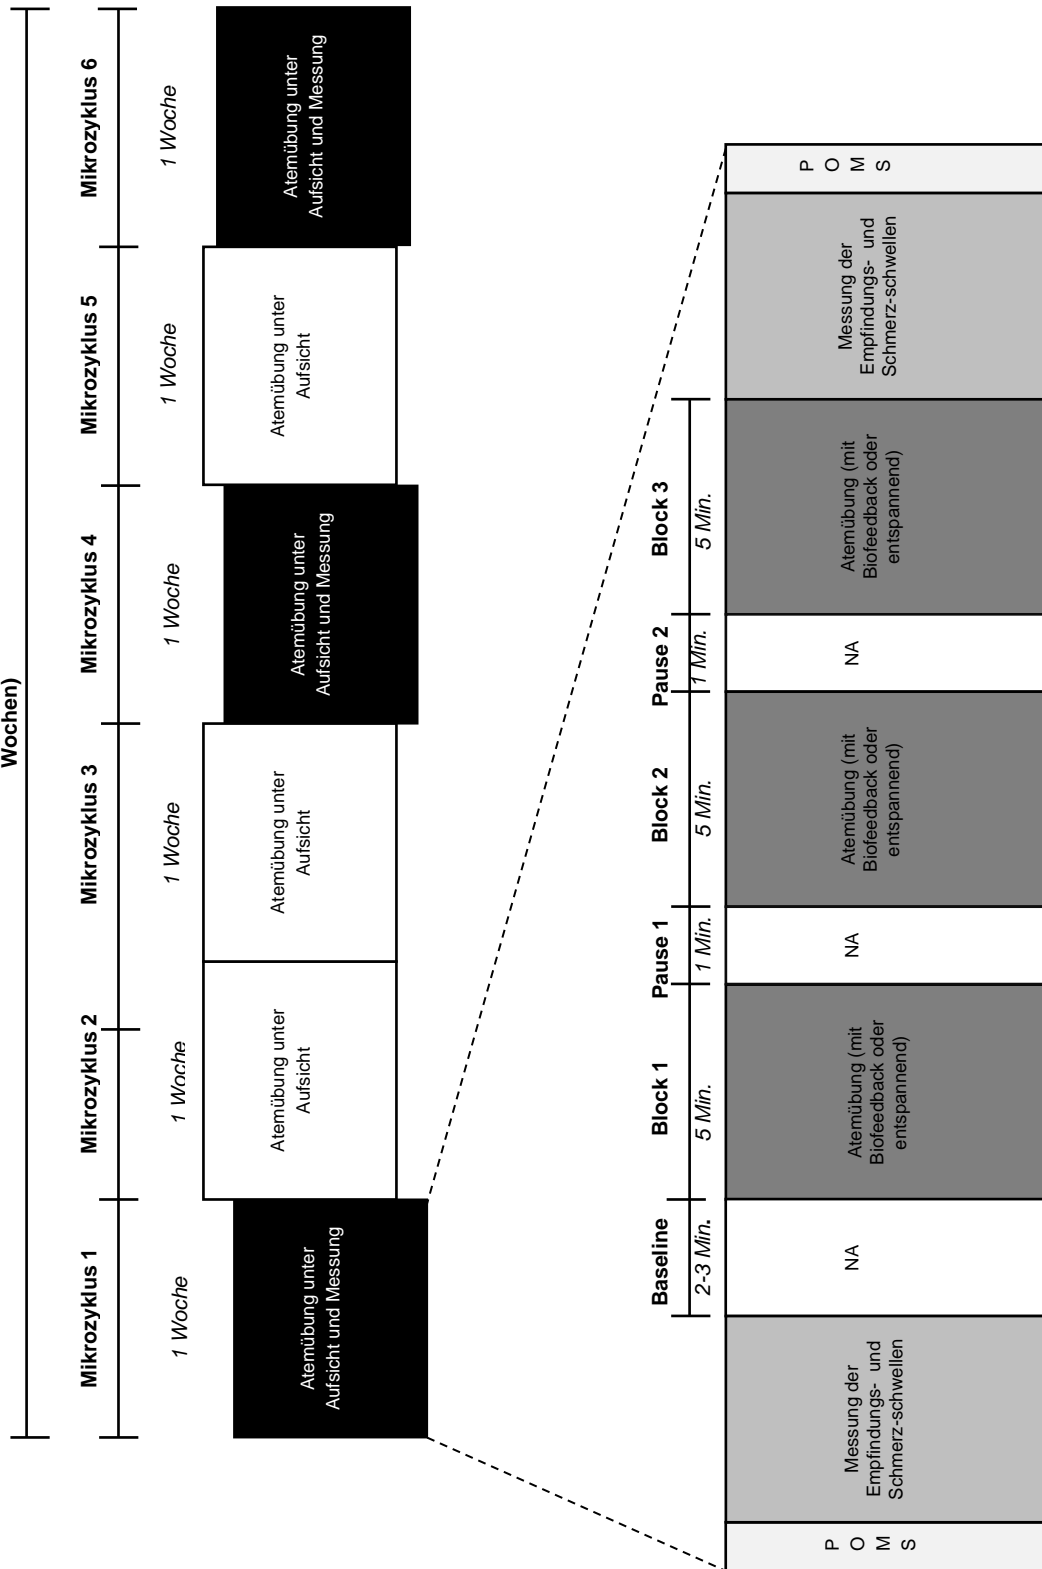 Wochen)
Mikrozyklus 1
Mikrozyklus 2
Mikrozyklus 3
Mikrozyklus 4
Mikrozyklus 5
Mikrozyklus 6
1 Woche
1 Woche
1 Woche
1 Woche
1 Woche
1 Woche
Atemübung unter
Aufsicht und Messung
Atemübung unter
Aufsicht
Atemübung unter
Aufsicht
Atemübung unter
Aufsicht und Messung
Atemübung unter
Aufsicht
Atemübung unter
Aufsicht und Messung
Baseline
Block 1
Pause 1
Block 2
Pause 2
Block 3
2-3 Min.
5 Min.
1 Min.
5 Min.
1 Min.
5 Min.
P
O
M
S
Messung der
Empfindungs- und
Schmerz-schwellen
NA
Atemübung (mit
Biofeedback oder
entspannend)
NA
Atemübung (mit
Biofeedback oder
entspannend)
NA
Atemübung (mit
Biofeedback oder
entspannend)
Messung der
Empfindungs- und
Schmerz-schwellen
P
O
M
S